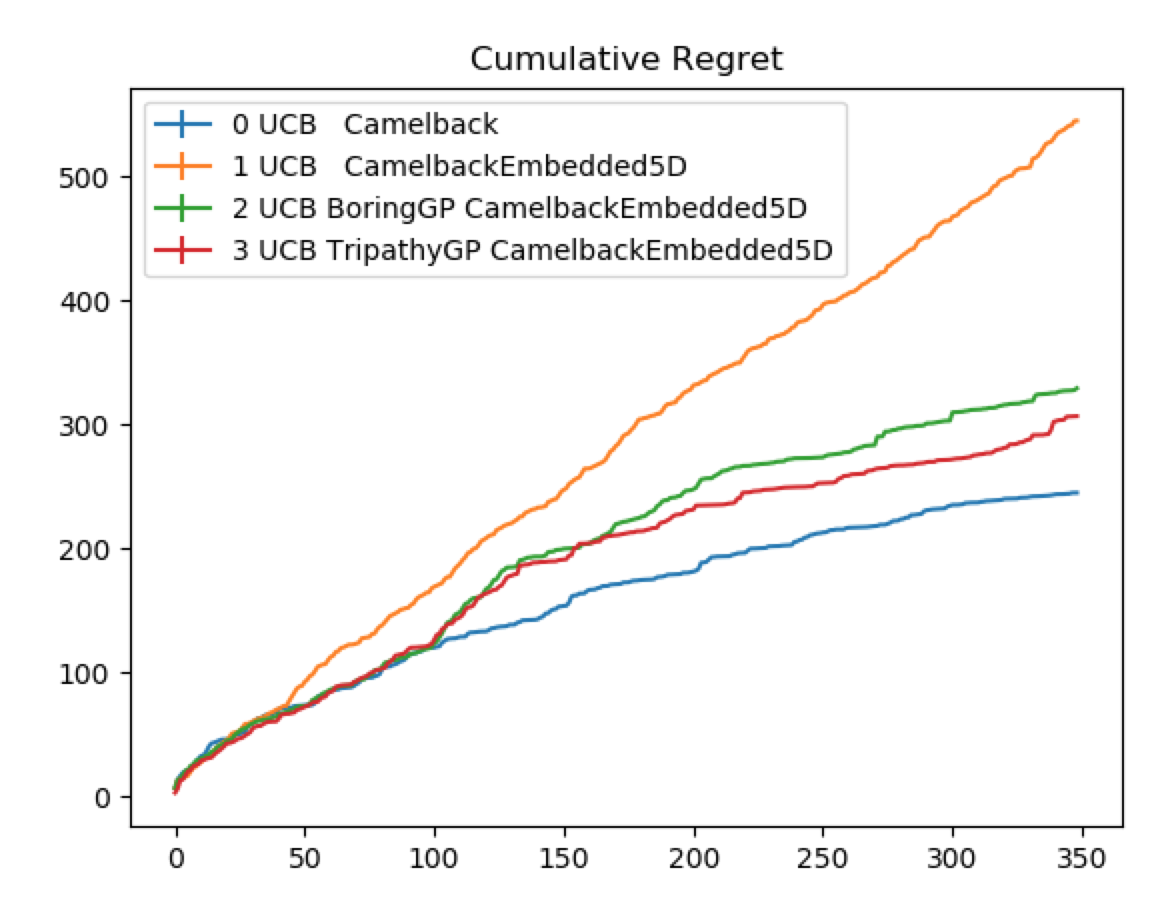 Cumulative Regret
0 UCB   Camelback
1 UCB   CamelbackEmbedded5D
2 UCB BoringGP CamelbackEmbedded5D
3 UCB TripathyGP CamelbackEmbedded5D
500
400
300
200
100
0
0 50 100 150 200 250 300 350